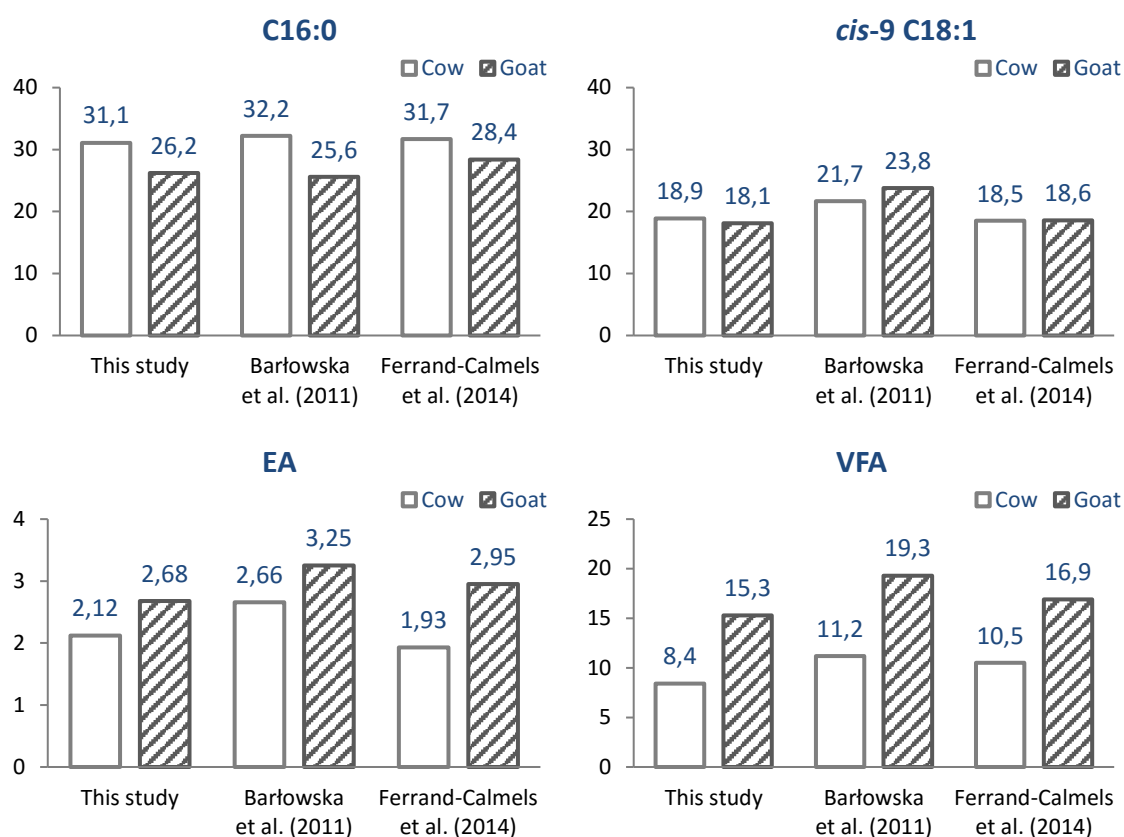 C16:0
Cow Goat
40
30
20
10
0
31,1
26,2
32,2
25,6
31,7
28,4
This study
Barłowska
et al. (2011)
Ferrand-Calmels
et al. (2014)
cis-9 C18:1
Cow Goat
40
30
20
10
0
18,9
18,1
21,7
23,8
18,5
18,6
This study
Barłowska
et al. (2011)
Ferrand-Calmels
et al. (2014)
EA
Cow Goat
4
3
2
1
0
2,12
2,68
2,66
3,25
1,93
2,95
This study
Barłowska
et al. (2011)
Ferrand-Calmels
et al. (2014)
VFA
Cow Goat
25
20
15
10
5
0
8,4
15,3
11,2
19,3
10,5
16,9
This study
Barłowska
et al. (2011)
Ferrand-Calmels
et al. (2014)